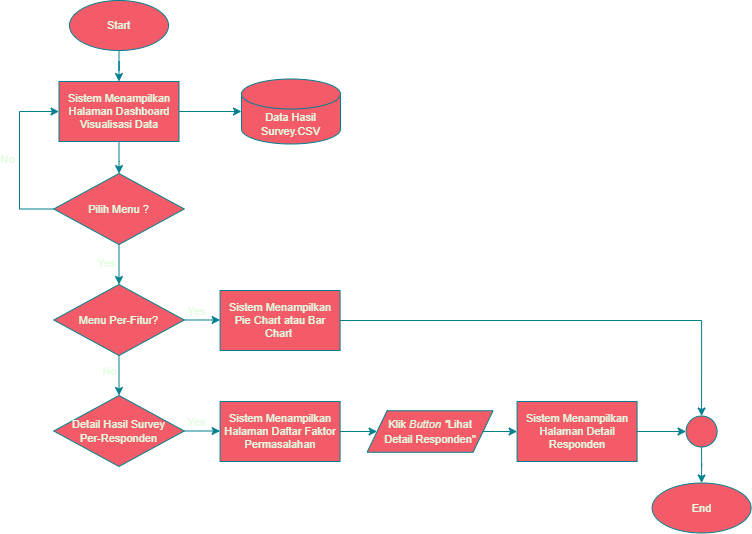 Start
Sistem Menampilkan
Halaman Dashboard
Visualisasi Data
Data Hasil
Survey.CSV
No
Pilih Menu ?
Yes
Menu Per-Fitur?
Yes
Sistem Menampilkan
Pie Chart atau Bar
Chart
No
Detail Hasil Survey
Per-Responden
Yes
Sistem Menampilkan
Halaman Daftar Faktor
Permasalahan
Klik Button "Lihat
Detail Responden"
Sistem Menampilkan
Halaman Detail
Responden
End